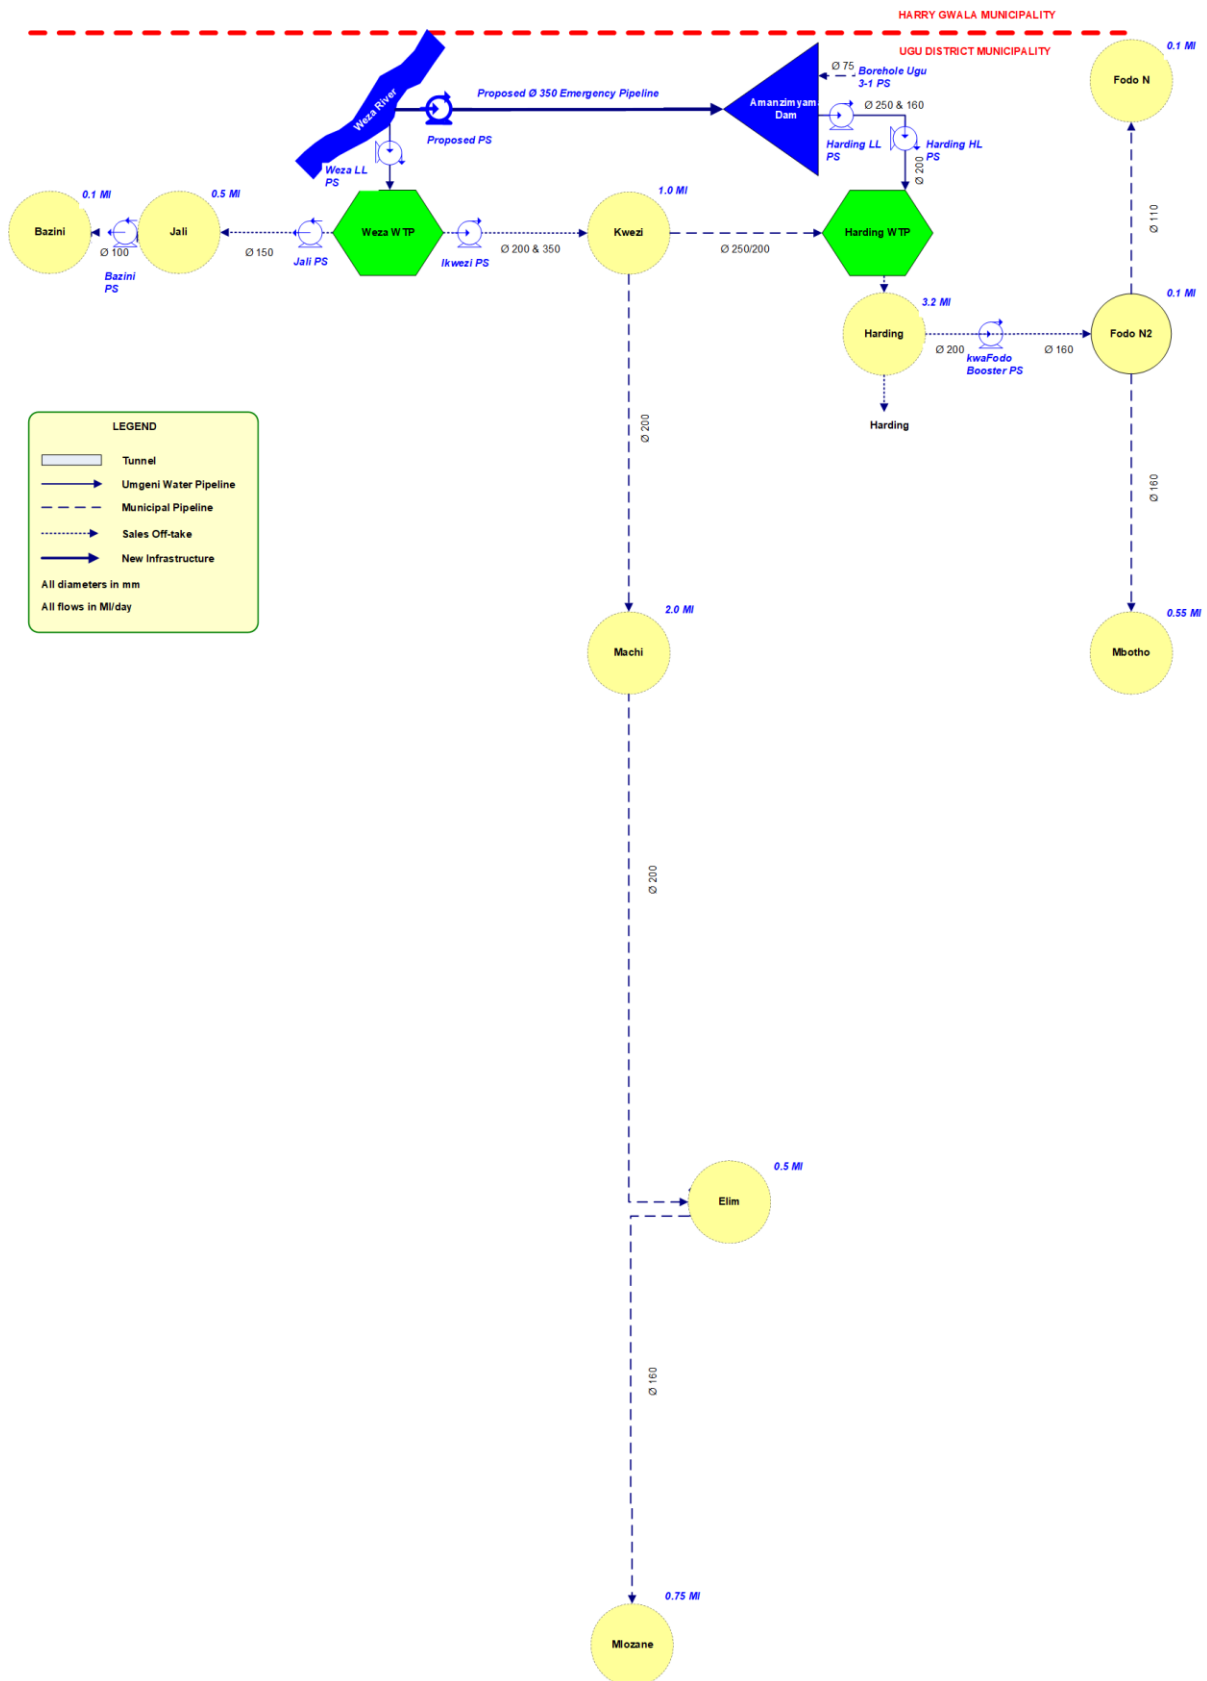 HARRY GWALA MUNICIPALITY
UGU DISTRICT MUNICIPALITY
0.1 Ml
Fodo N
Ø 75
Borehole Ugu
3-1 PS
Weza River
Proposed Ø 350 Emergency Pipeline
Proposed PS
Amanzimyama
Dam
Ø 250 & 160
Harding LL
PS
Harding HL
PS
Ø 200
Weza LL
PS
0.1 Ml
Bazini
Ø 100
Bazini
PS
0.5 Ml
Jali
Ø 150
Jali PS
Weza WTP
Ikwezi PS
Ø 200 & 350
1.0 Ml
Kwezi
Ø 250/200
Harding WTP
Ø 110
3.2 Ml
Harding
Ø 200
kwaFodo
Booster PS
Ø 160
0.1 Ml
Fodo N2
Harding
Ø 200
Ø 160
LEGEND
Tunnel
Umgeni Water Pipeline
Municipal Pipeline
Sales Off-take
New Infrastructure
All diameters in mm
All flows in Ml/day
2.0 Ml
Machi
0.55 Ml
Mbotho
Ø 200
0.5 Ml
Elim
Ø 160
0.75 Ml
Mlozane